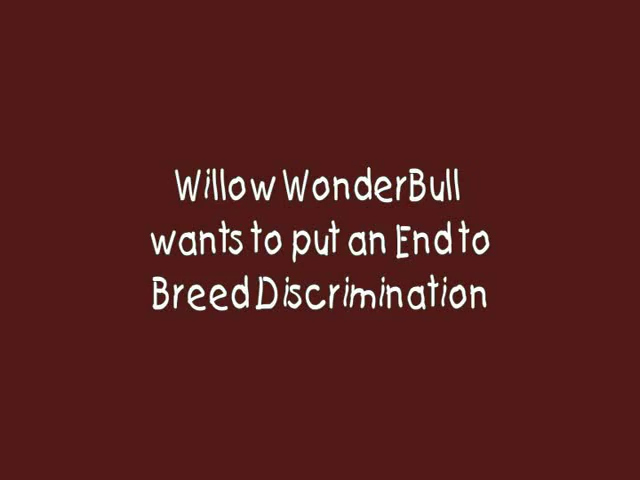 Willow WonderBull
wants to put an End to
Breed Discrimination